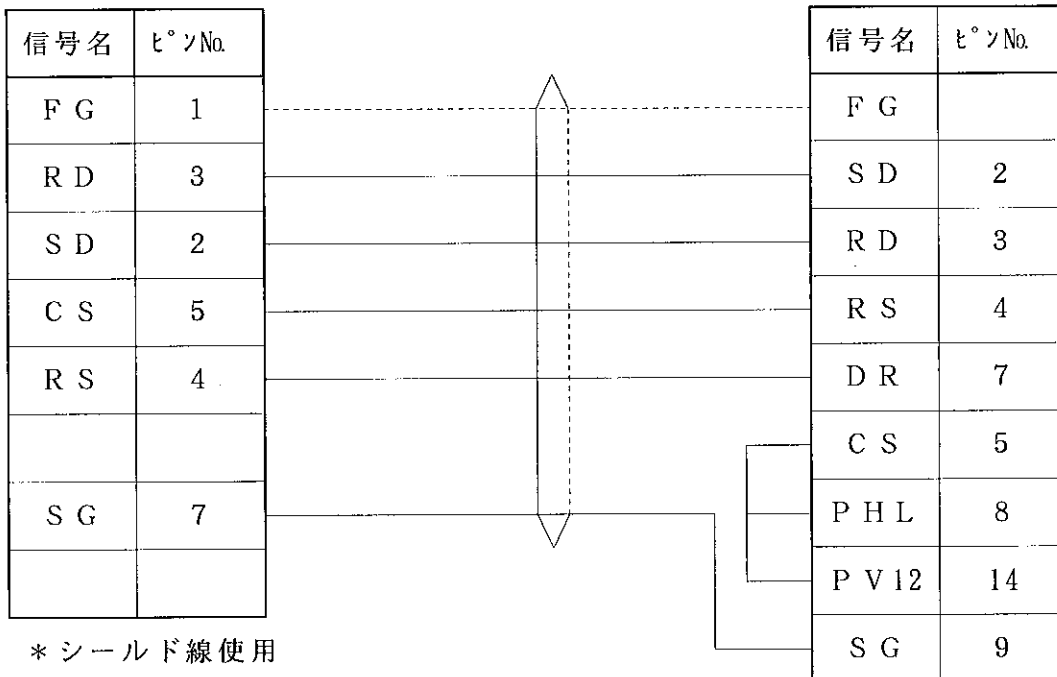 信号名 ピンNo.
FG 1
RD 3
SD 2
CS 5
RS 4
SG 7
*シールド線使用
信号名 ピンNo.
FG
SD 2
RD 3
RS 4
DR 7
CS 5
PHL 8
PV12 14
SG 9